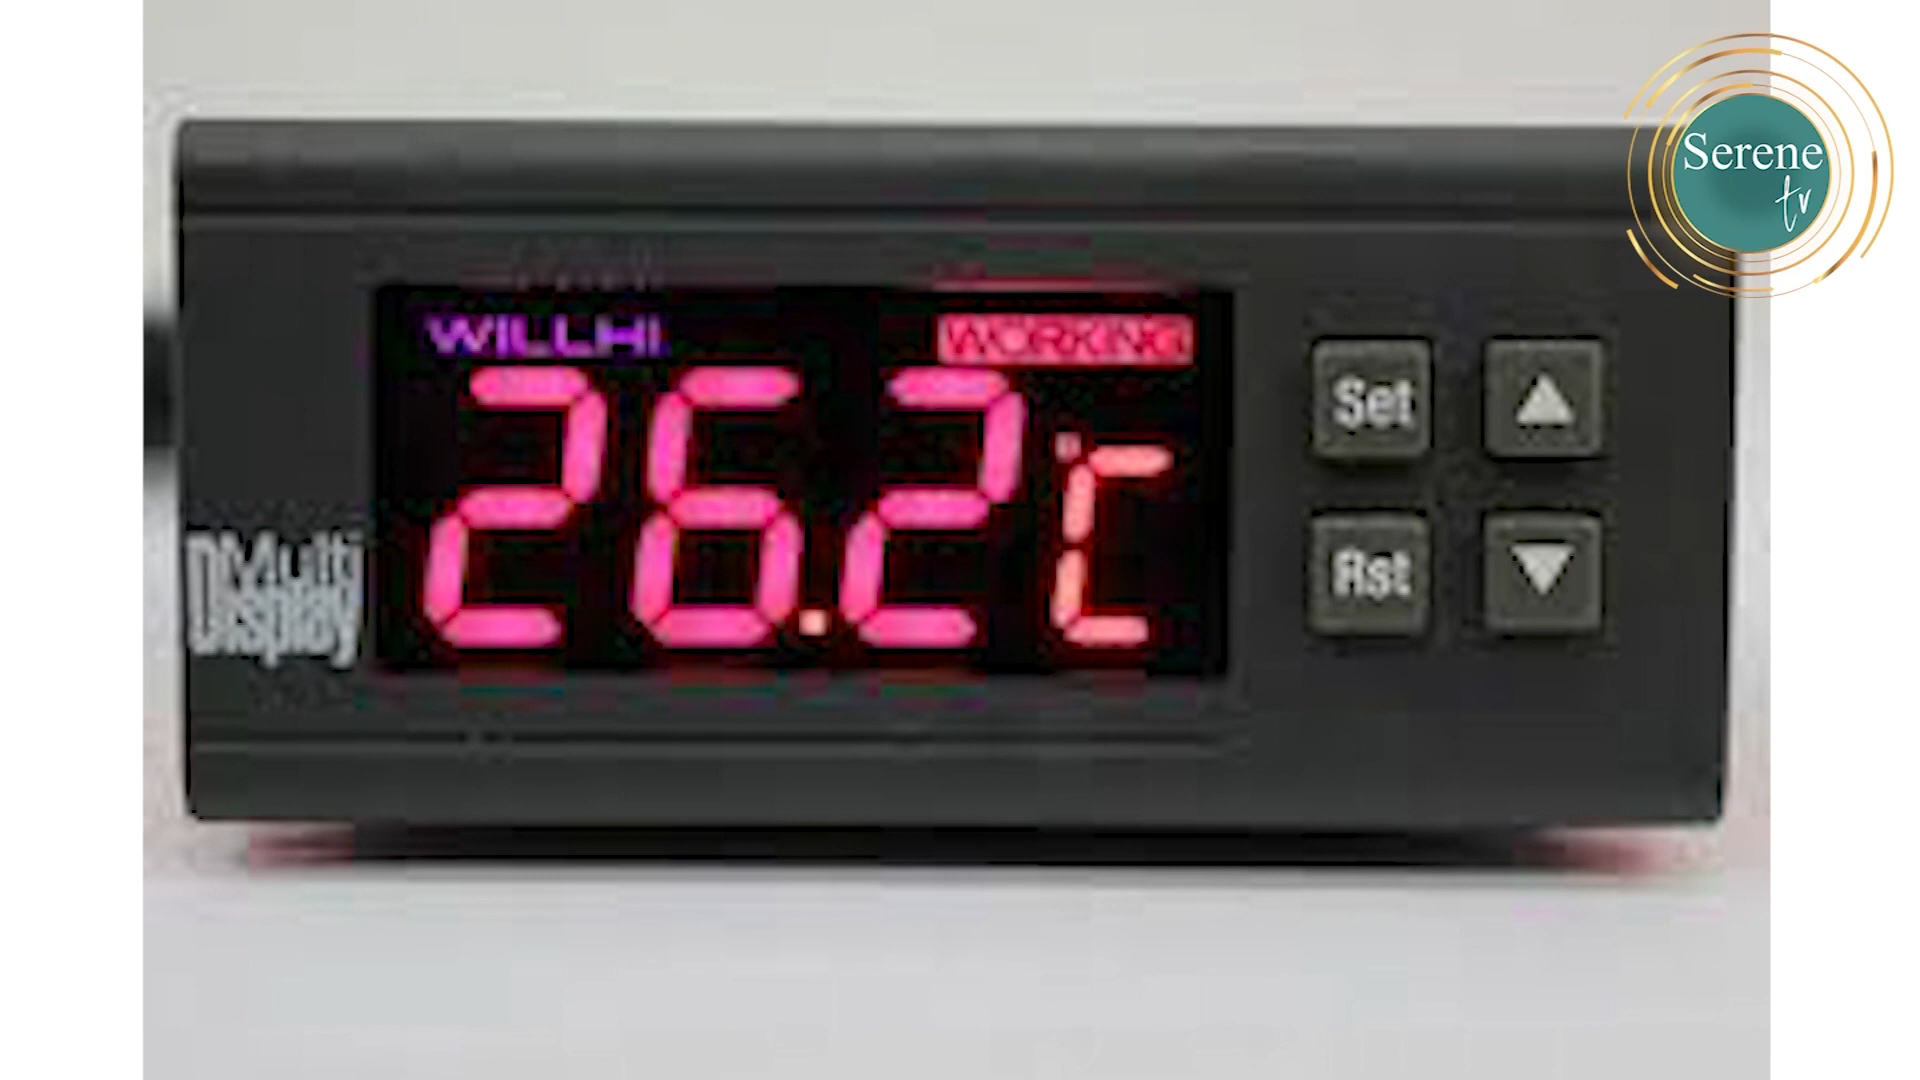 Serene
tv
WILLHI
WORKING
26.2℃
Set
Rst
Multi
Display